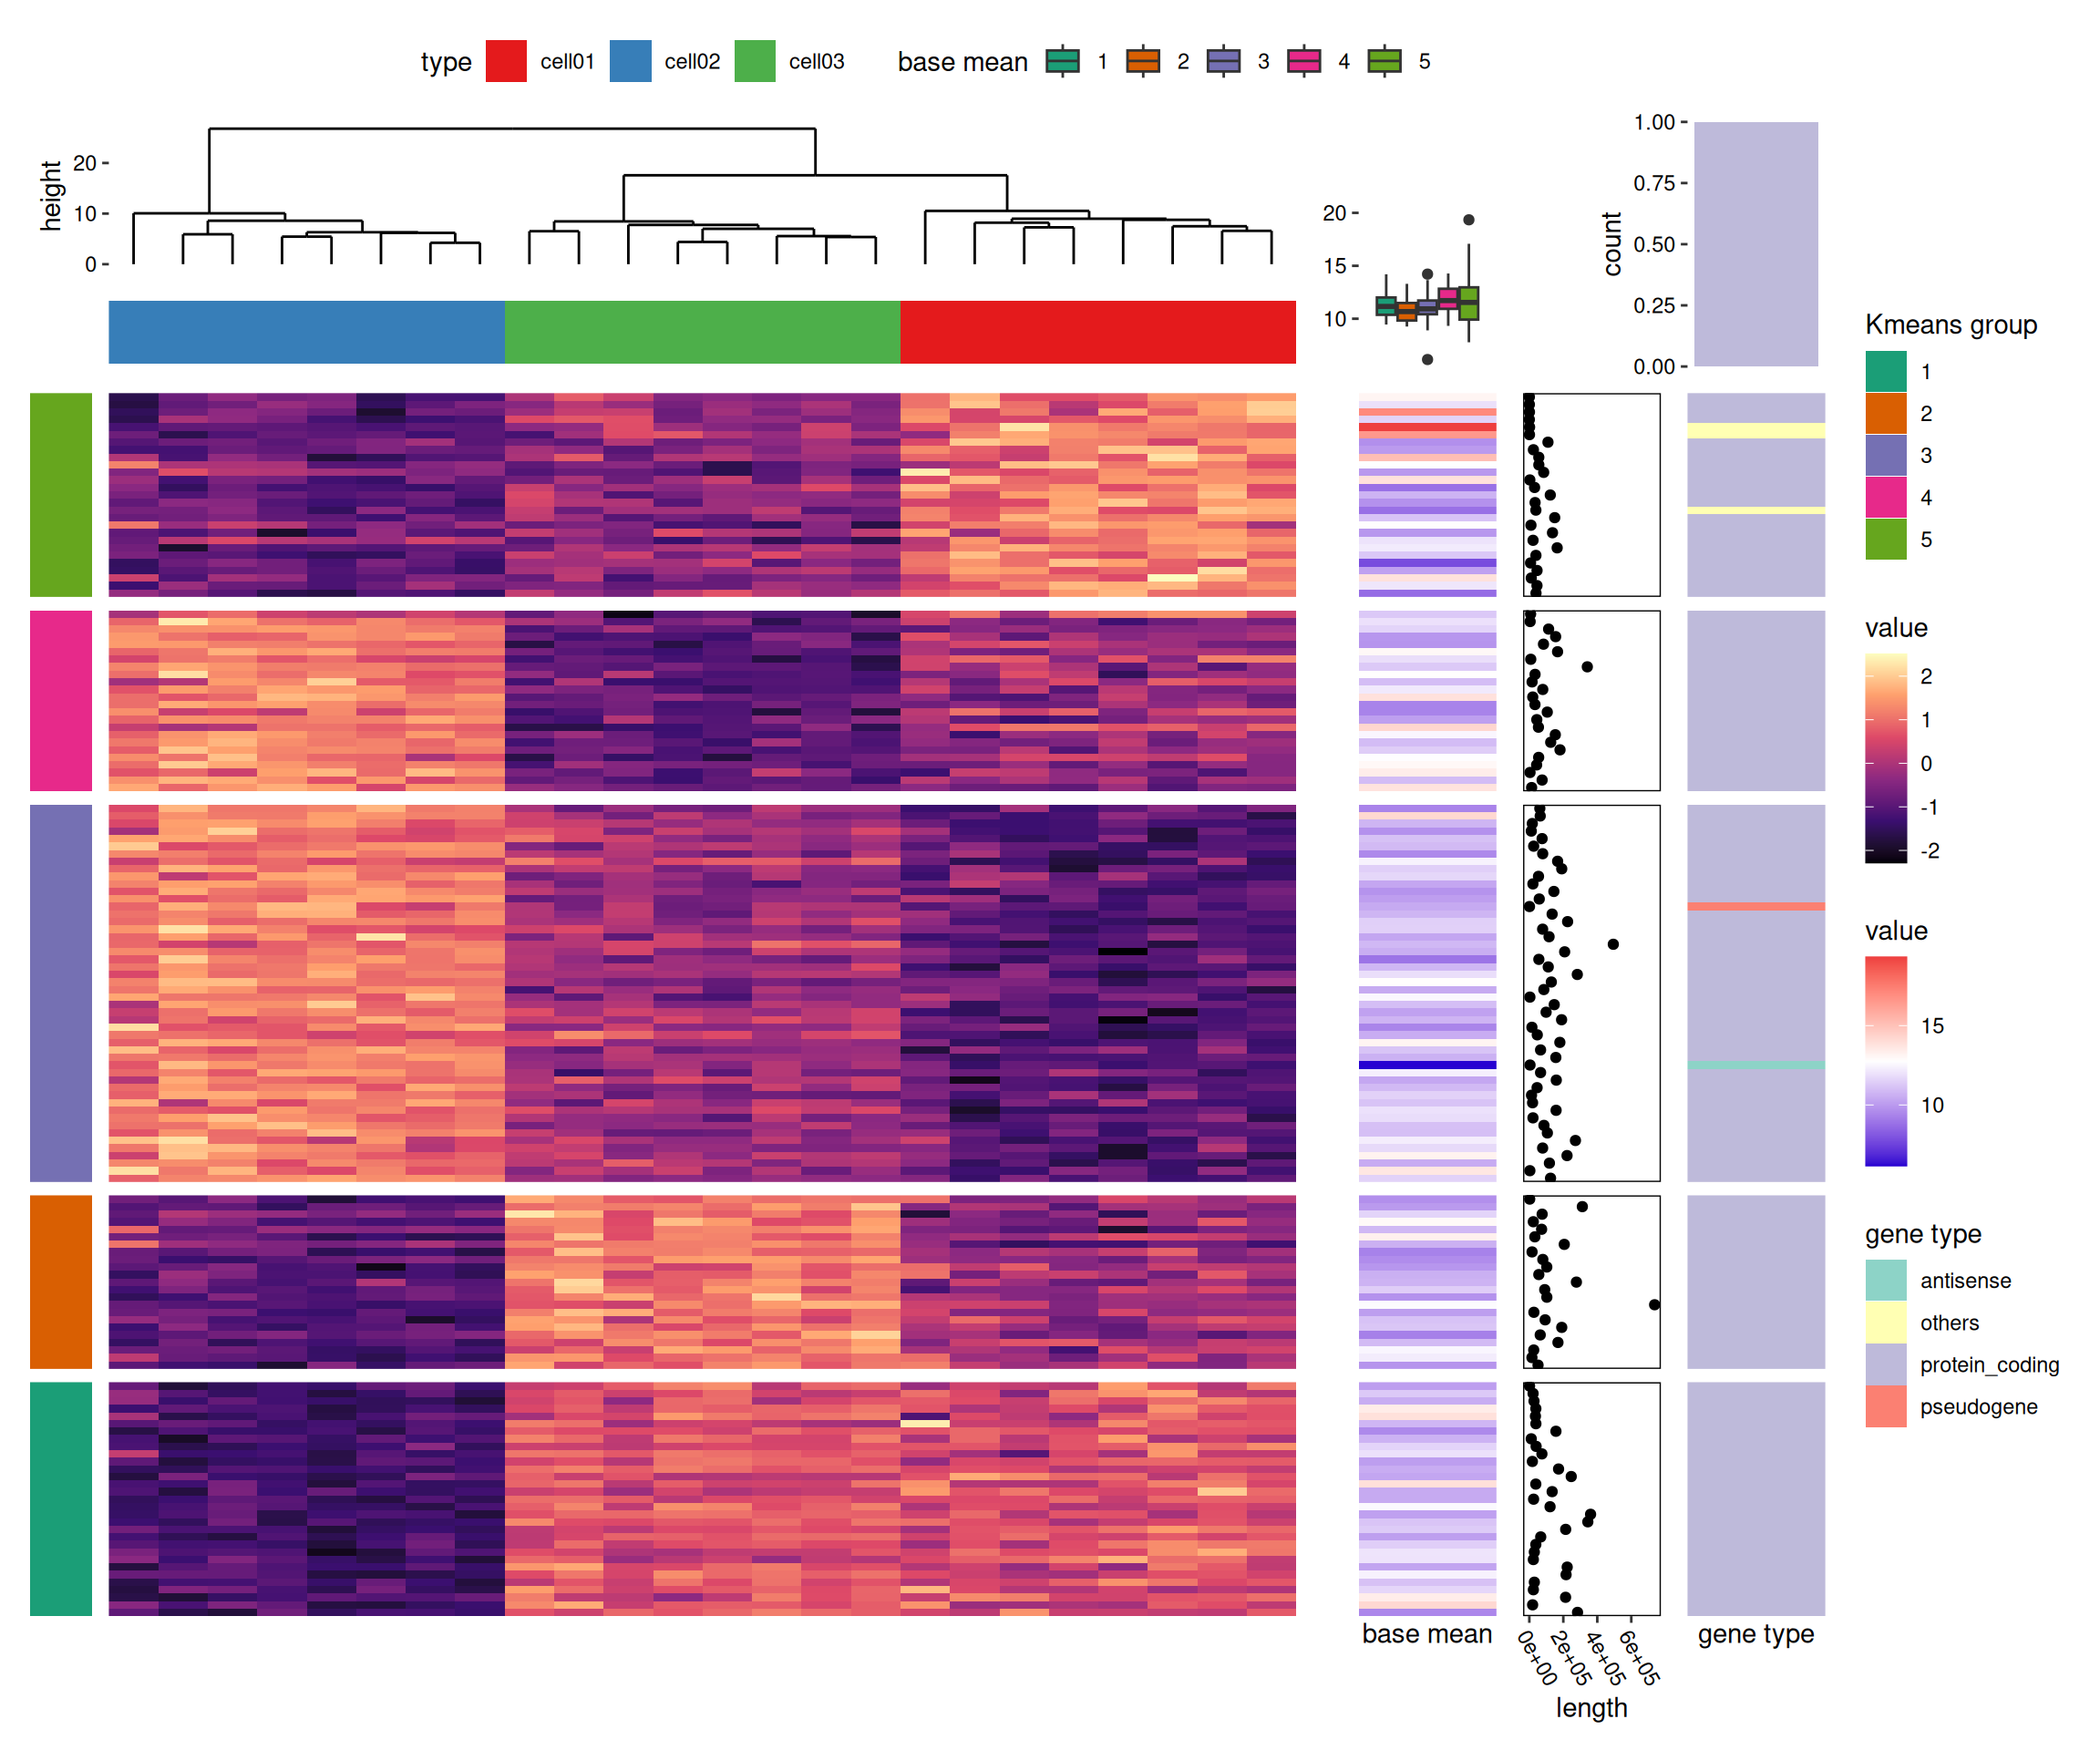 type cell01 cell02 cell03 base mean 1 2 3 4 5
height
20
10
0
20
15
10
count
1.00
0.75
0.50
0.25
0.00
Kmeans group
1
2
3
4
5
value
2
1
0
-1
-2
value
15
10
gene type
antisense
others
protein_coding
pseudogene
base mean
0e+00 2e+05 4e+05 6e+05
length
gene type